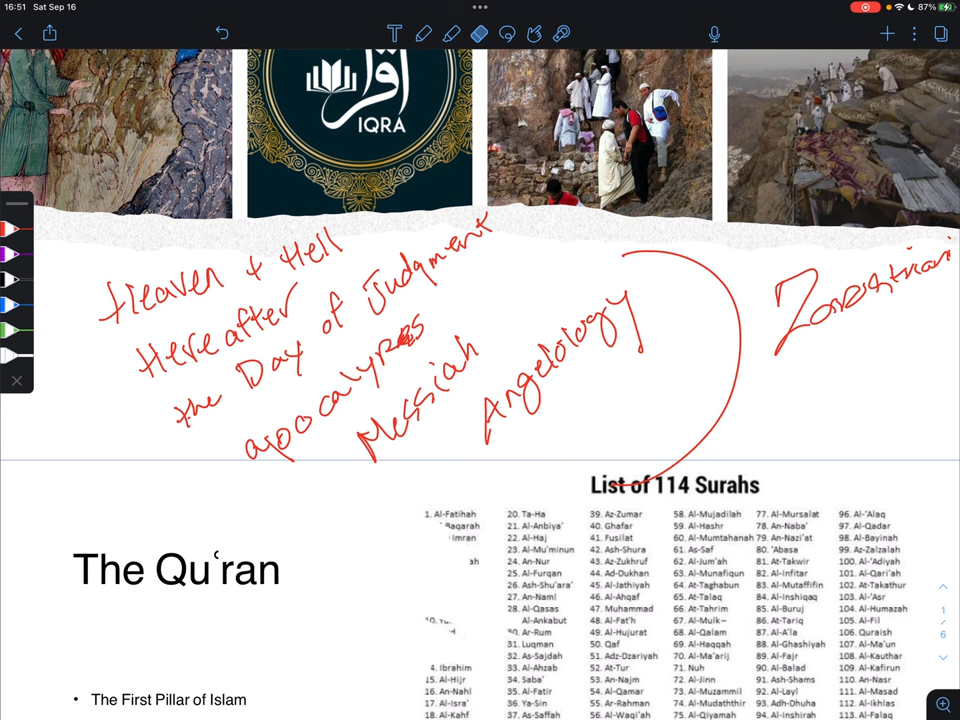 16:51 Sat Sep 16
87%
T
اقرأ
IQRA
Heaven + Hell
Hereafter
the Day of Judgment
Messiah
Angelology
List of 114 Surahs
1. Al-Fatihah
Baqarah
Imran
ah
4. Ibrahim
15. Al-Hijr
16. An-Nahl
17. Al-Isra'
18. Al-Kahf
20. Ta-Ha
21. Al-Anbiya'
22. Al-Haj
23. Al-Mu'minun
24. An-Nur
25. Al-Furqan
26. Ash-Shu'ara'
27. An-Naml
28. Al-Qasas
Al-Ankabut
30. Ar-Rum
31. Luqman
32. As-Sajdah
33. Al-Ahzab
34. Saba'
35. Al-Fatir
36. Ya-Sin
37. As-Saffah
39. Az-Zumar
40. Ghafar
41. Fusilat
42. Ash-Shura
43. Az-Zukhruf
44. Ad-Dukhan
45. Al-Jathiyah
46. Al-Ahqaf
47. Muhammad
48. Al-Fat'h
49. Al-Hujurat
50. Qaf
51. Adz-Dzariyah
52. At-Tur
53. An-Najm
54. Al-Qamar
55. Ar-Rahman
56. Al-Waqi'ah
58. Al-Mujadilah
59. Al-Hashr
60. Al-Mumtahanah
61. As-Saf
62. Al-Jum'ah
63. Al-Munafiqun
64. At-Taghabun
65. At-Talaq
66. At-Tahrim
67. Al-Mulk–
68. Al-Qalam
69. Al-Haqqah
70. Al-Ma'arij
71. Nuh
72. Al-Jinn
73. Al-Muzammil
74. Al-Mudaththir
75. Al-Qiyamah
77. Al-Mursalat
78. An-Naba'
79. An-Nazi'at
80. 'Abasa
81. At-Takwir
82. Al-Infitar
83. Al-Mutaffifin
84. Al-Inshiqaq
85. Al-Buruj
86. At-Tariq
87. Al-A'la
88. Al-Ghashiyah
89. Al-Fajr
90. Al-Balad
91. Ash-Shams
92. Al-Layl
93. Adh-Dhuha
94. Al-Inshirah
96. Al-'Alaq
97. Al-Qadar
98. Al-Bayinah
99. Az-Zalzalah
100. Al-'Adiyah
101. Al-Qari'ah
102. At-Takathur
103. Al-'Asr
104. Al-Humazah
105. Al-Fil
106. Quraish
107. Al-Ma'un
108. Al-Kauthar
109. Al-Kafirun
110. An-Nasr
111. Al-Masad
112. Al-Ikhlas
113. Al-Falaq
The Quʿran
• The First Pillar of Islam
1
/
6